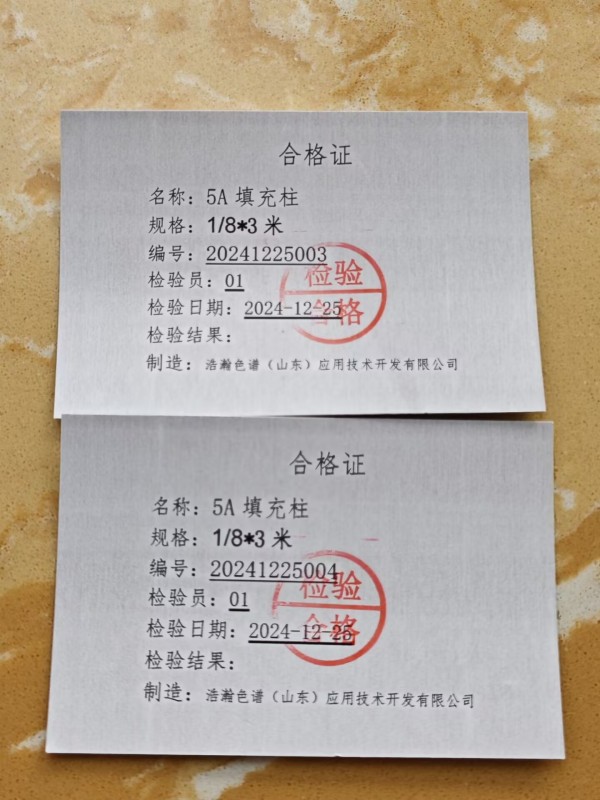 合格证
名称：5A 填充柱
规格：1/8*3 米
编号：20241225003
检验员：01
检验日期：2024-12-25
检验结果：
制造：浩瀚色谱（山东）应用技术开发有限公司
检验
合格
合格证
名称：5A 填充柱
规格：1/8*3 米
编号：20241225004
检验员：01
检验日期：2024-12-25
检验结果：
制造：浩瀚色谱（山东）应用技术开发有限公司
检验
合格